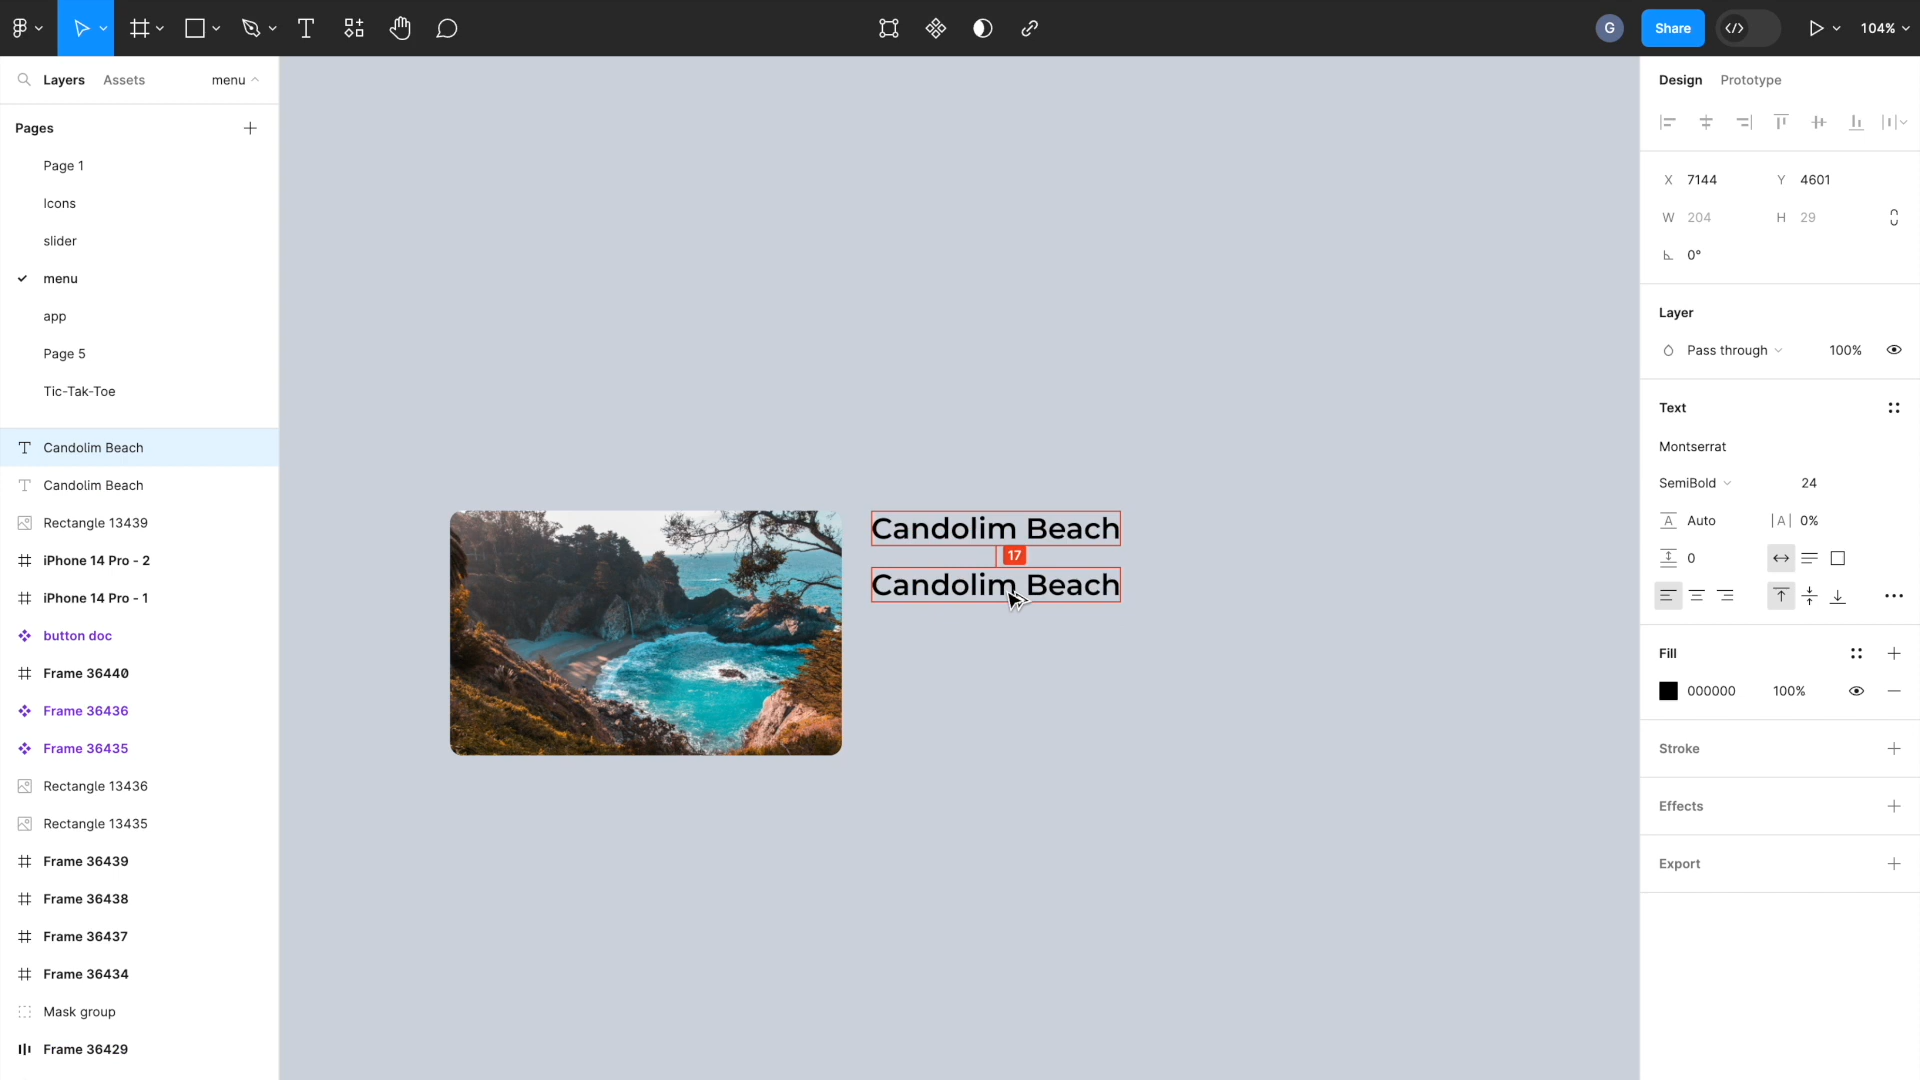 G
Share
104%
Layers
Assets
menu
Design
Prototype
Pages
Page 1
Icons
slider
menu
app
Page 5
Tic-Tak-Toe
Candolim Beach
Candolim Beach
Rectangle 13439
iPhone 14 Pro - 2
iPhone 14 Pro - 1
button doc
Frame 36440
Frame 36436
Frame 36435
Rectangle 13436
Rectangle 13435
Frame 36439
Frame 36438
Frame 36437
Frame 36434
Mask group
Frame 36429
Candolim Beach
17
Candolim Beach
X 7144 Y 4601
W 204 H 29
0°
Layer
Pass through 100%
Text
Montserrat
SemiBold 24
A Auto |A| 0%
0
Fill
000000 100%
Stroke
Effects
Export